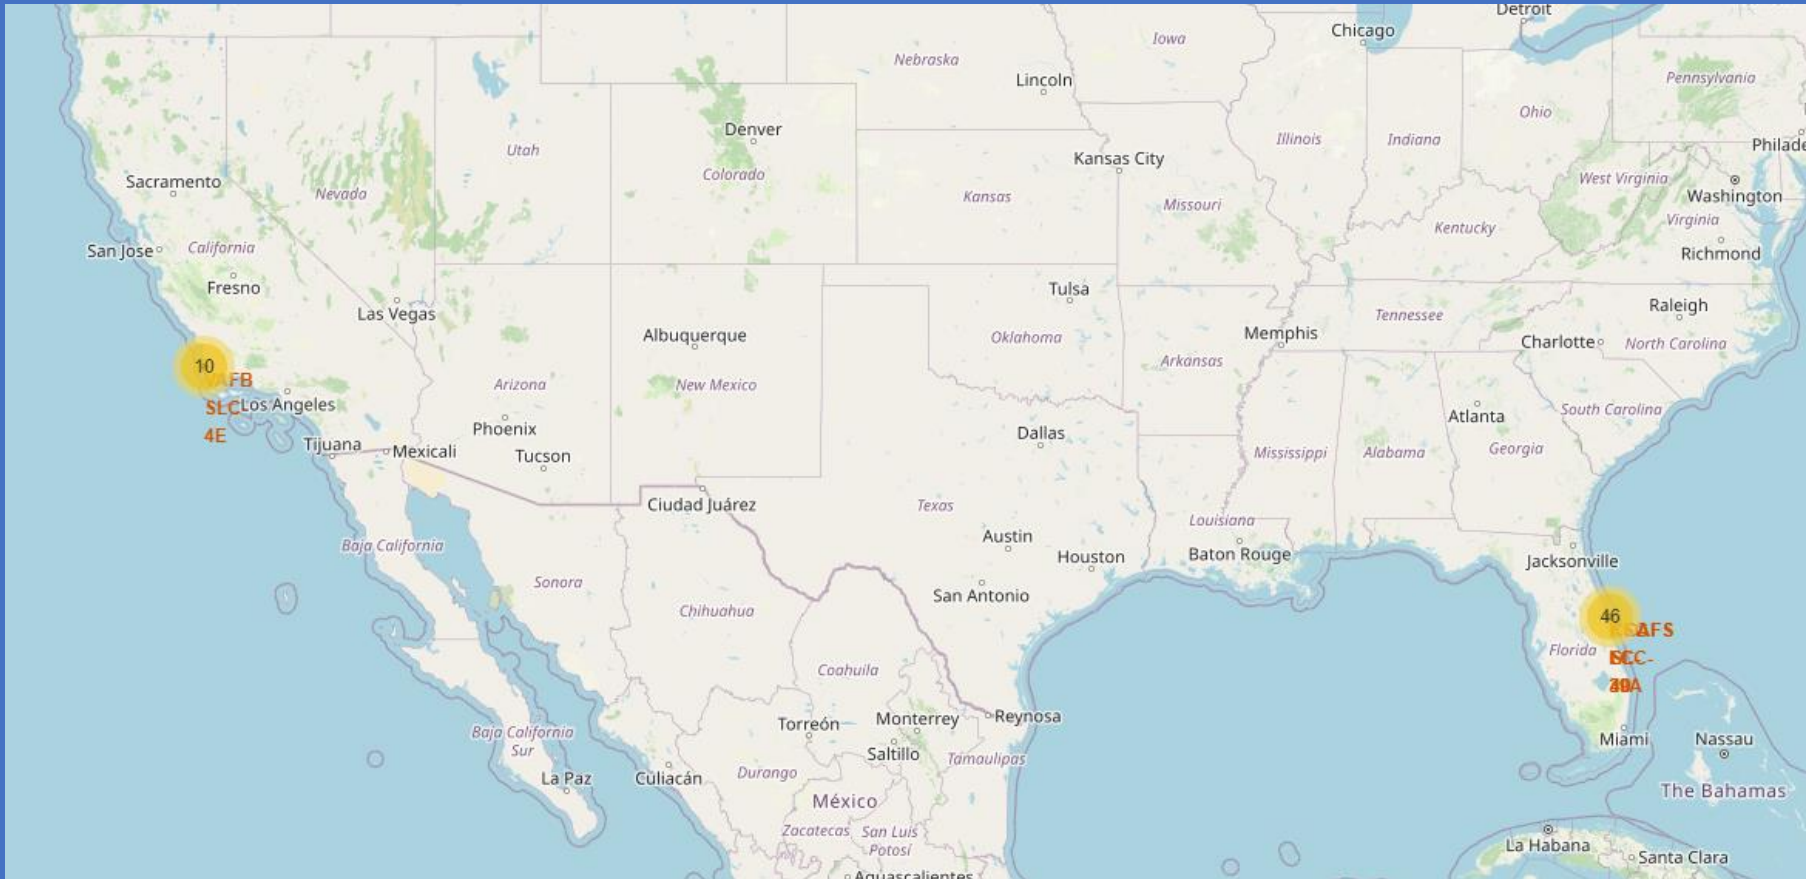 Detroit
Chicago
Iowa
Nebraska
Lincoln
Pennsylvania
Ohio
Denver
Illinois
Indiana
Philade
Utah
Kansas City
Colorado
West Virginia
Sacramento
Nevada
Kansas
Missouri
Washington
Virginia
Kentucky
San Jose
California
Richmond
Fresno
Tulsa
Raleigh
Las Vegas
Tennessee
Albuquerque
Oklahoma
Memphis
Charlotte
North Carolina
10
Arkansas
VAFB
Arizona
New Mexico
SLC
Los Angeles
South Carolina
Atlanta
4E
Phoenix
Dallas
Tijuana
Mexicali
Tucson
Mississippi
Alabama
Georgia
Ciudad Juárez
Texas
Louisiana
Austin
Baja California
Houston
Baton Rouge
Jacksonville
Sonora
San Antonio
Chihuahua
46
AFS
Florida
Coahuila
Reynosa
Torreón
Monterrey
Baja California
Sur
Saltillo
Tamaulipas
Miami
Nassau
La Paz
Culiacán
Durango
The Bahamas
México
Zacatecas
San Luis
Potosí
La Habana
Santa Clara
Aguascalientes